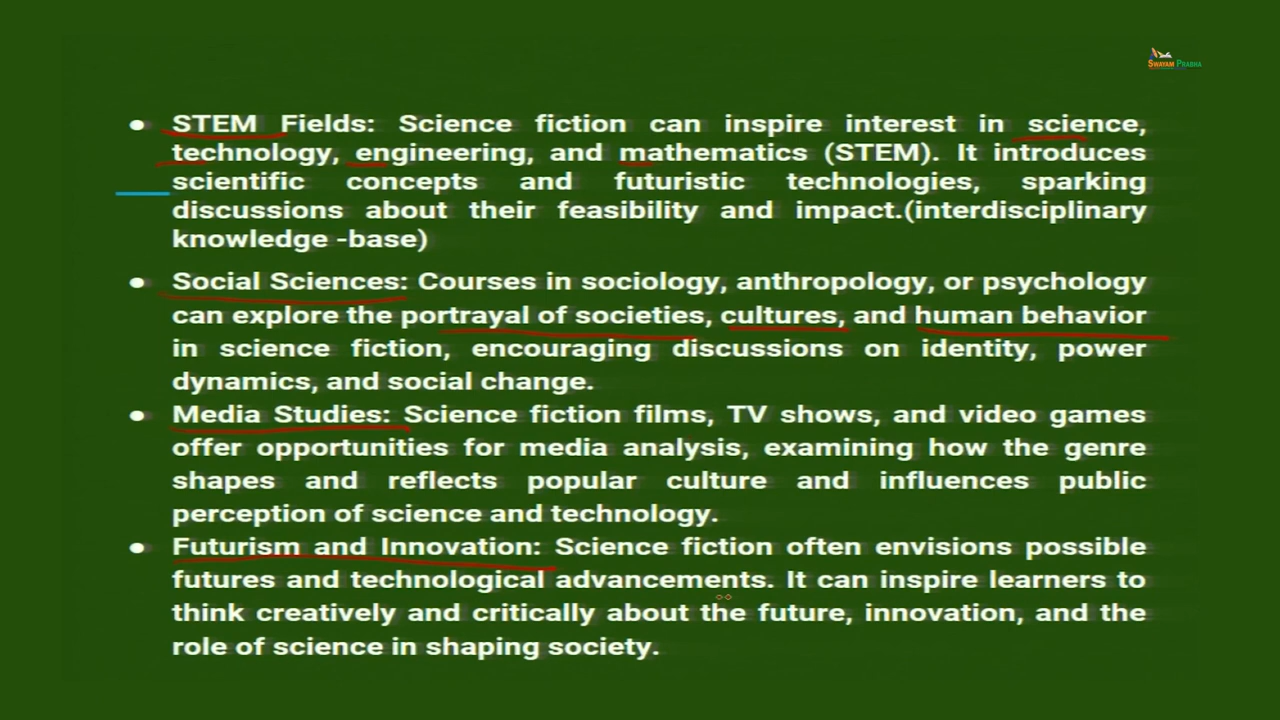 SWAYAM PRABHA
• STEM Fields: Science fiction can inspire interest in science,
technology, engineering, and mathematics (STEM). It introduces
scientific concepts and futuristic technologies, sparking
discussions about their feasibility and impact.(interdisciplinary
knowledge -base)
• Social Sciences: Courses in sociology, anthropology, or psychology
can explore the portrayal of societies, cultures, and human behavior
in science fiction, encouraging discussions on identity, power
dynamics, and social change.
• Media Studies: Science fiction films, TV shows, and video games
offer opportunities for media analysis, examining how the genre
shapes and reflects popular culture and influences public
perception of science and technology.
• Futurism and Innovation: Science fiction often envisions possible
futures and technological advancements. It can inspire learners to
think creatively and critically about the future, innovation, and the
role of science in shaping society.